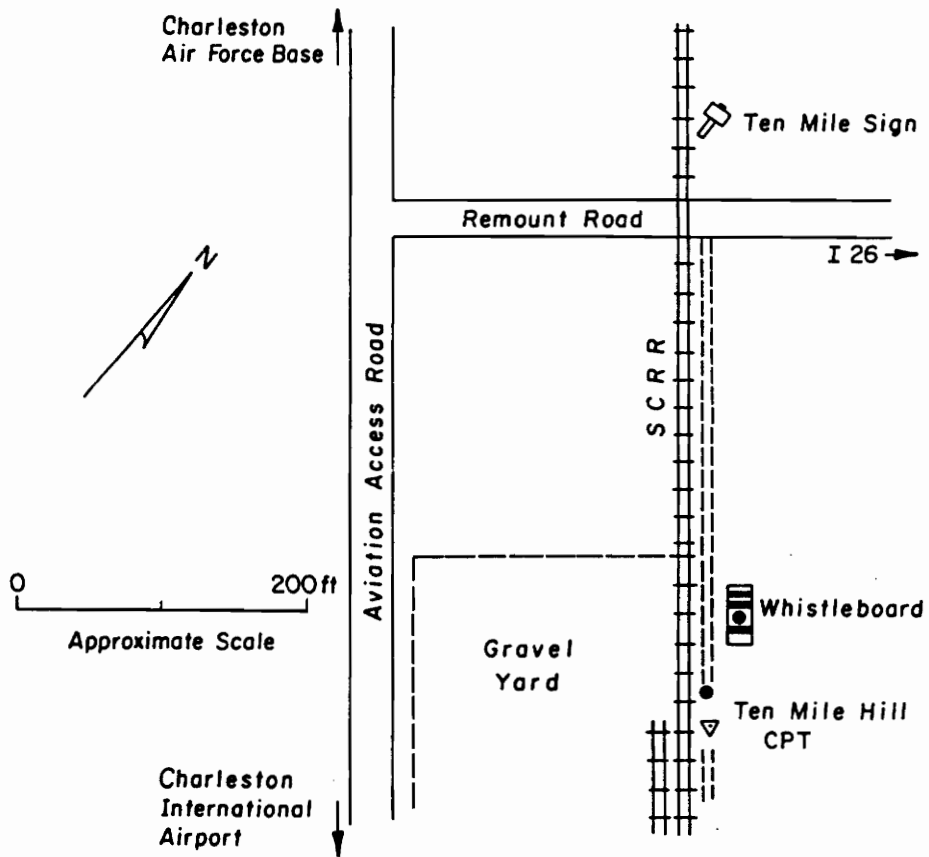 Charleston
Air Force Base
Ten Mile Sign
Remount Road
I 26
N
Aviation Access Road
SCRR
0 200 ft
Approximate Scale
Whistleboard
Gravel
Yard
Ten Mile Hill
CPT
Charleston
International
Airport